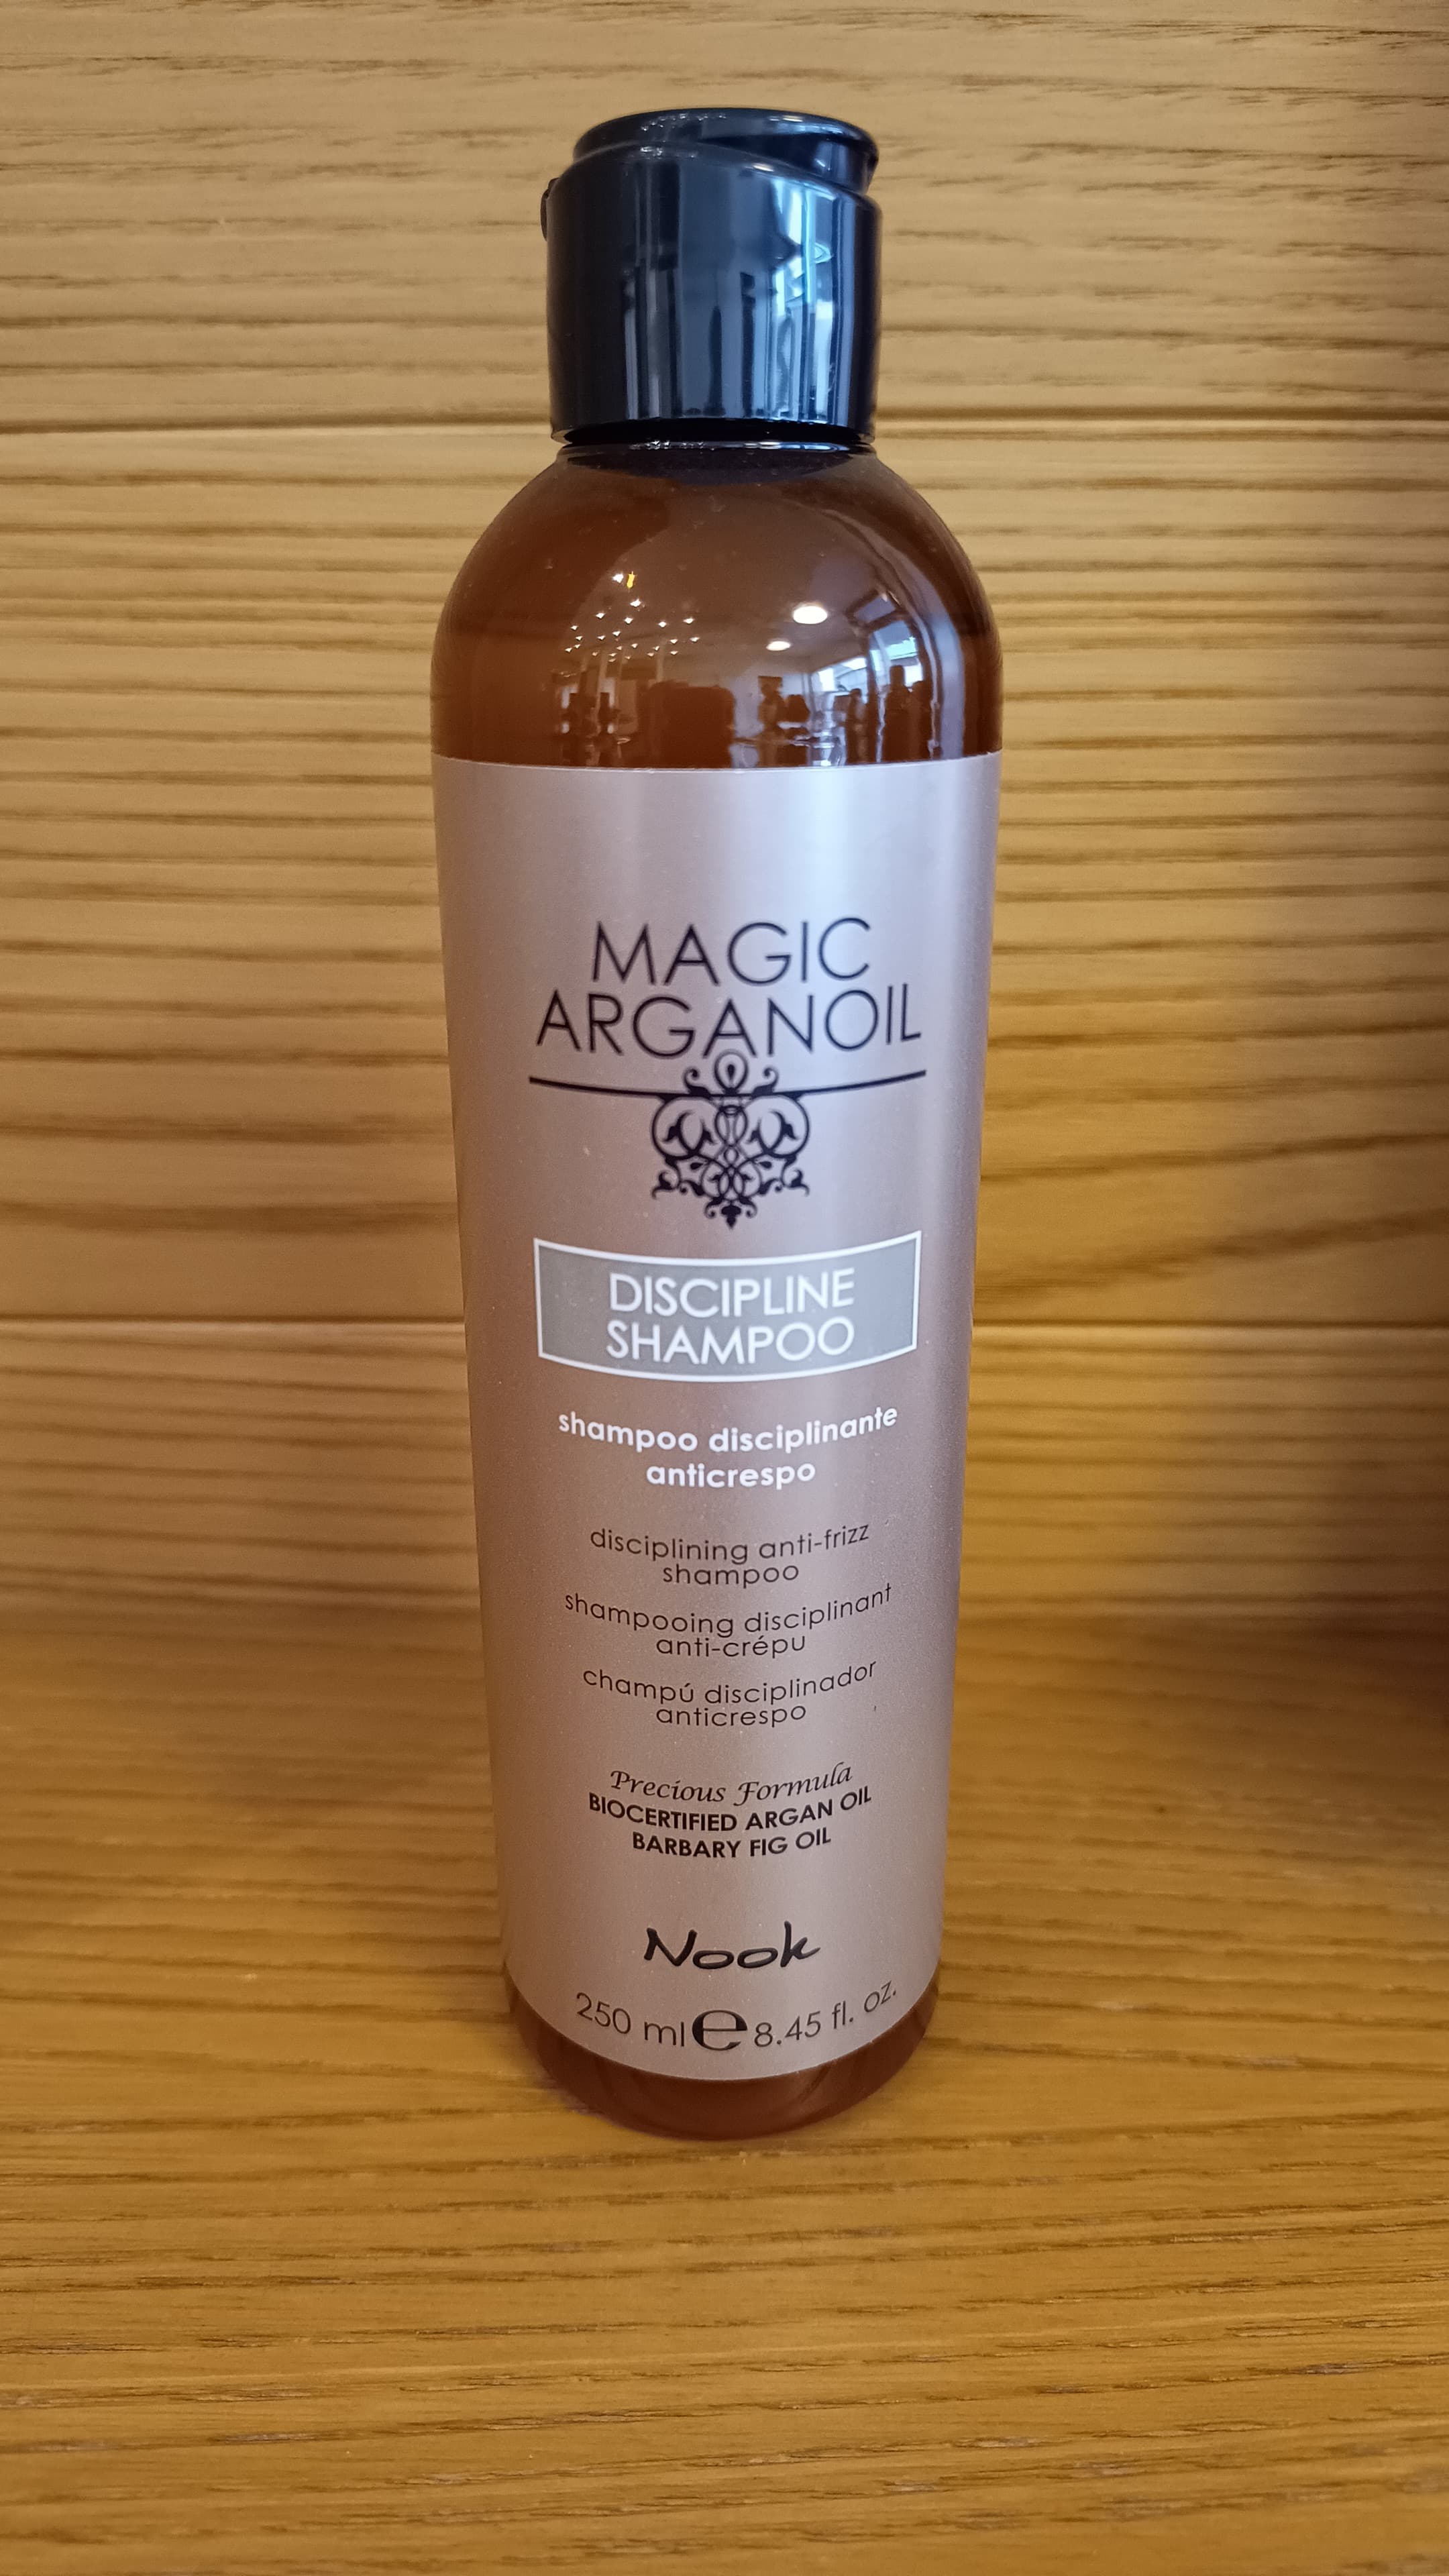 MAGIC
ARGANOIL
DISCIPLINE
SHAMPOO
shampoo disciplinante
anticrespo
disciplining anti-frizz
shampoo
shampooing disciplinant
anti-crépu
champú disciplinador
anticrespo
Precious Formula
BIOCERTIFIED ARGAN OIL
BARBARY FIG OIL
Nook
250 ml e 8.45 fl. oz.